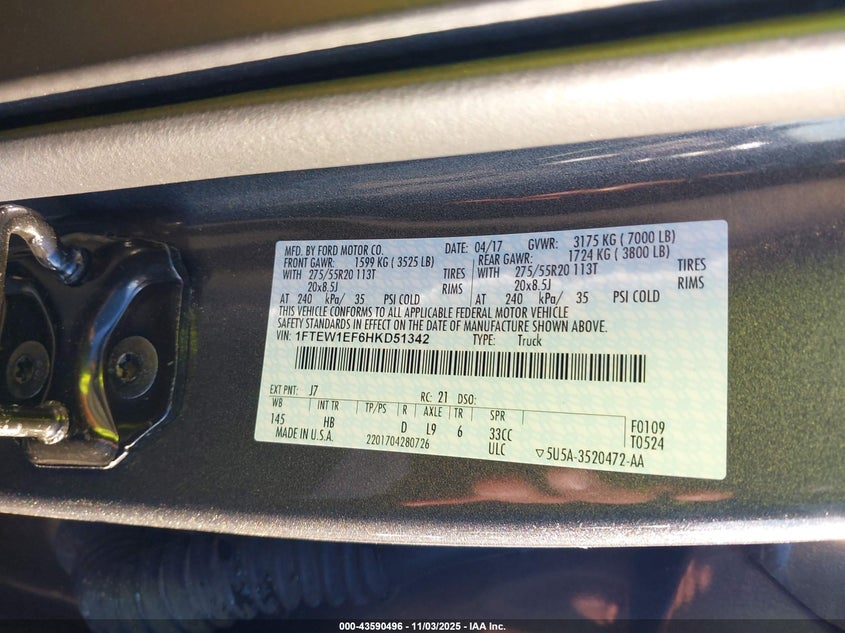 MFD. BY FORD MOTOR CO. DATE: 04/17 GVWR: 3175 KG ( 7000 LB)
FRONT GAWR: 1599 KG ( 3525 LB) REAR GAWR: 1724 KG ( 3800 LB)
WITH 275/55R20 113T TIRES WITH 275/55R20 113T TIRES
20x8.5J RIMS 20x8.5J RIMS
AT 240 kPa/ 35 PSI COLD AT 240 kPa/ 35 PSI COLD
THIS VEHICLE CONFORMS TO ALL APPLICABLE FEDERAL MOTOR VEHICLE
SAFETY STANDARDS IN EFFECT ON THE DATE OF MANUFACTURE SHOWN ABOVE.
VIN: 1FTEW1EF6HKD51342 TYPE: Truck
EXT PNT: J7 RC: 21 DSO:
WB INT TR TP/PS R AXLE TR SPR
145 HB D L9 6 33CC F0109
MADE IN U.S.A. 2201704280726 ULC T0524
▽5U5A-3520472-AA
000-43590496 - 11/03/2025 - IAA Inc.